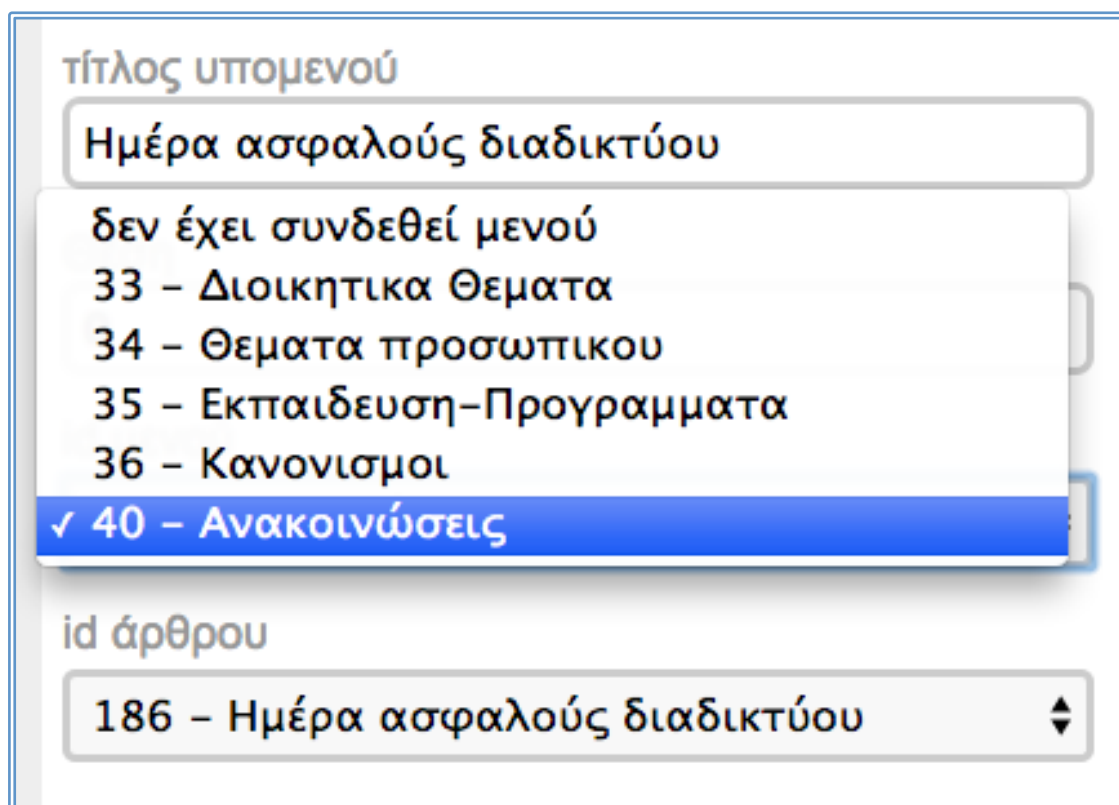 τίτλος υπομενού
Ημέρα ασφαλούς διαδικτύου
δεν έχει συνδεθεί μενού
33 – Διοικητικα Θεματα
34 – Θεματα προσωπικου
35 – Εκπαιδευση-Προγραμματα
36 – Κανονισμοι
✓ 40 – Ανακοινώσεις
id άρθρου
186 – Ημέρα ασφαλούς διαδικτύου